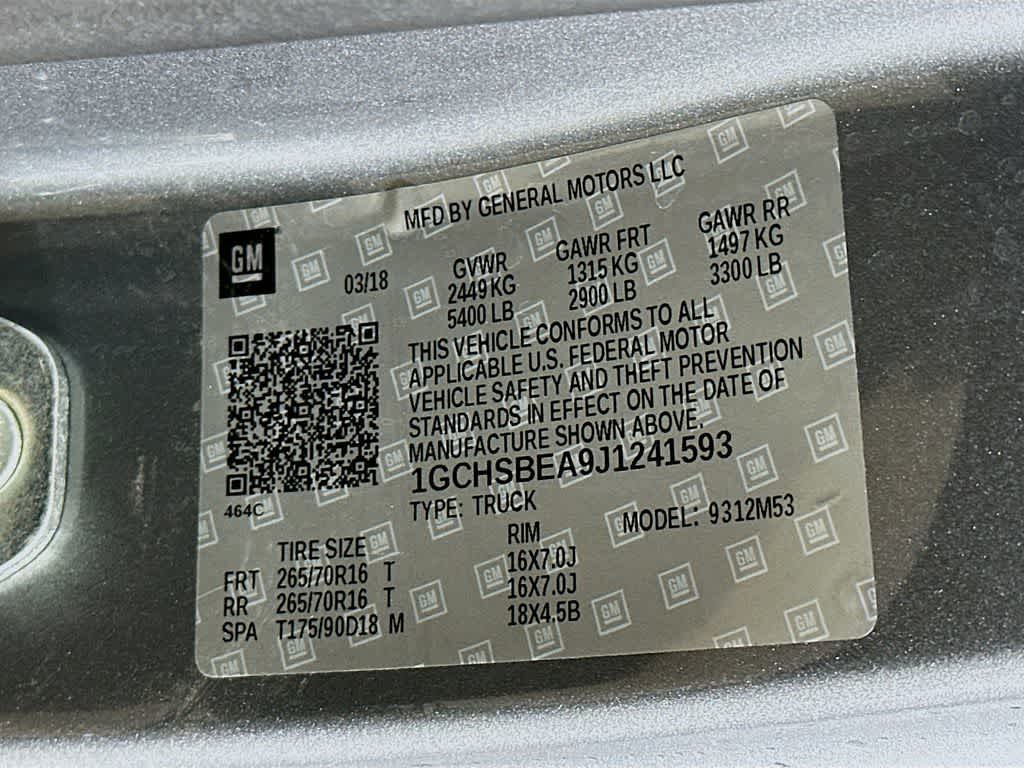 MFD BY GENERAL MOTORS LLC
GM
03/18
GVWR GAWR FRT GAWR RR
2449 KG 1315 KG 1497 KG
5400 LB 2900 LB 3300 LB
THIS VEHICLE CONFORMS TO ALL
APPLICABLE U.S. FEDERAL MOTOR
VEHICLE SAFETY AND THEFT PREVENTION
STANDARDS IN EFFECT ON THE DATE OF
MANUFACTURE SHOWN ABOVE.
1GCHSBEA9J1241593
464C
TYPE: TRUCK MODEL: 9312M53
TIRE SIZE RIM
FRT 265/70R16 T 16X7.0J
RR 265/70R16 T 16X7.0J
SPA T175/90D18 M 18X4.5B